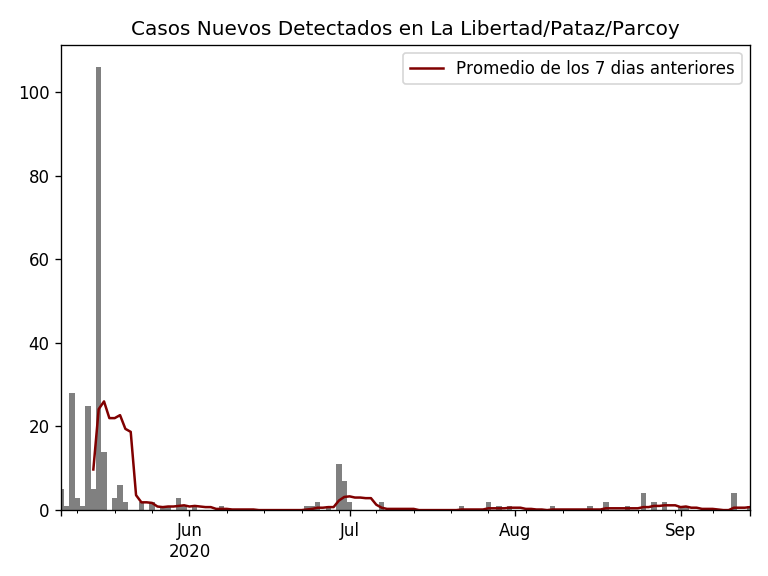 Casos Nuevos Detectados en La Libertad/Pataz/Parcoy
Promedio de los 7 dias anteriores
100
80
60
40
20
0
Jun
2020
Jul
Aug
Sep